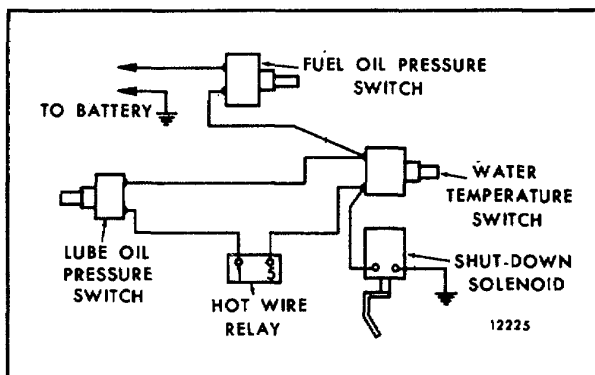 FUEL OIL PRESSURE
SWITCH
TO BATTERY
WATER
TEMPERATURE
SWITCH
LUBE OIL
PRESSURE
SWITCH
SHUT-DOWN
SOLENOID
HOT WIRE
RELAY
12225